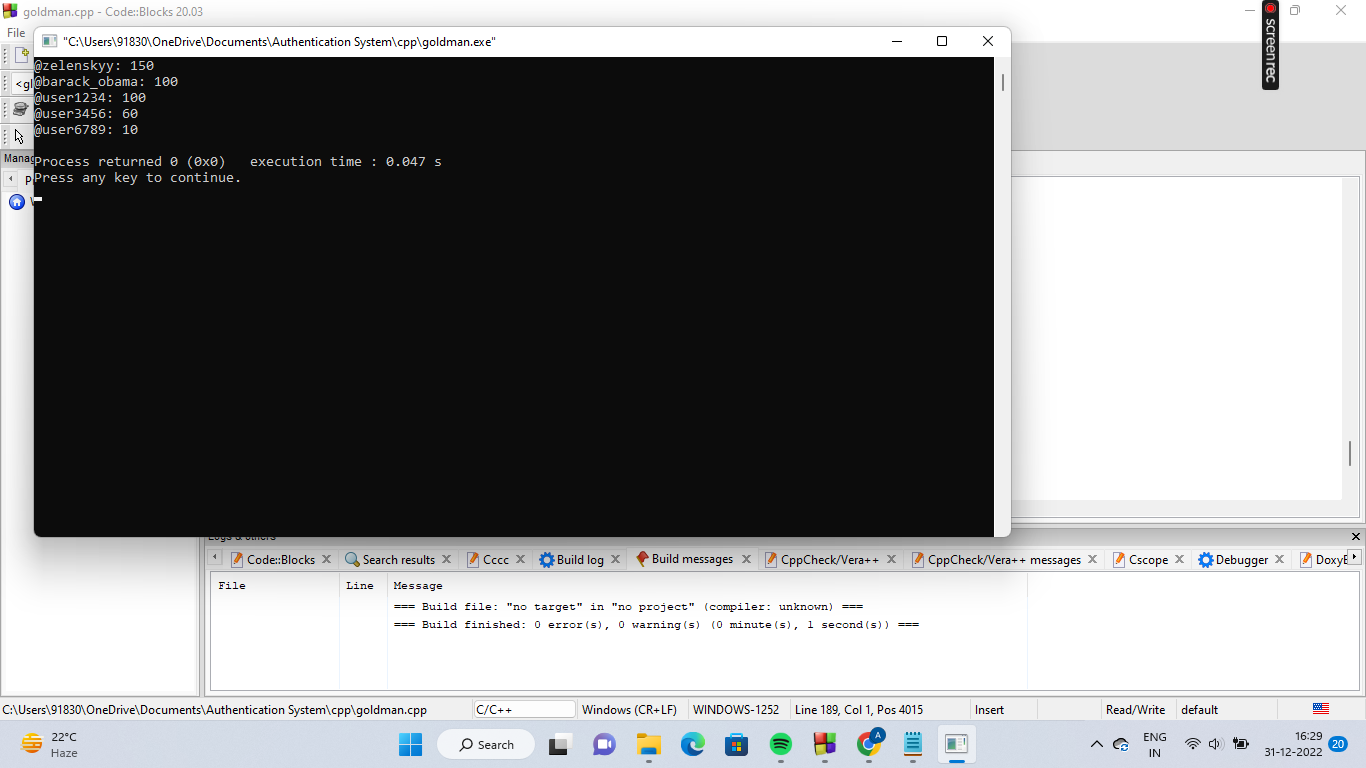 goldman.cpp - Code::Blocks 20.03
File
"C:\Users\91830\OneDrive\Documents\Authentication System\cpp\goldman.exe"
screenrec
@zelenskyy: 150
@barack_obama: 100
@user1234: 100
@user3456: 60
@user6789: 10
Process returned 0 (0x0)   execution time : 0.047 s
Press any key to continue.
Logs & others
Code::Blocks
Search results
Cccc
Build log
Build messages
CppCheck/Vera++
CppCheck/Vera++ messages
Cscope
Debugger
File Line Message
=== Build file: "no target" in "no project" (compiler: unknown) ===
=== Build finished: 0 error(s), 0 warning(s) (0 minute(s), 1 second(s)) ===
C:\Users\91830\OneDrive\Documents\Authentication System\cpp\goldman.cpp C/C++ Windows (CR+LF) WINDOWS-1252 Line 189, Col 1, Pos 4015 Insert Read/Write default
22°C
Haze
Search
A
ENG
IN
16:29
31-12-2022
20